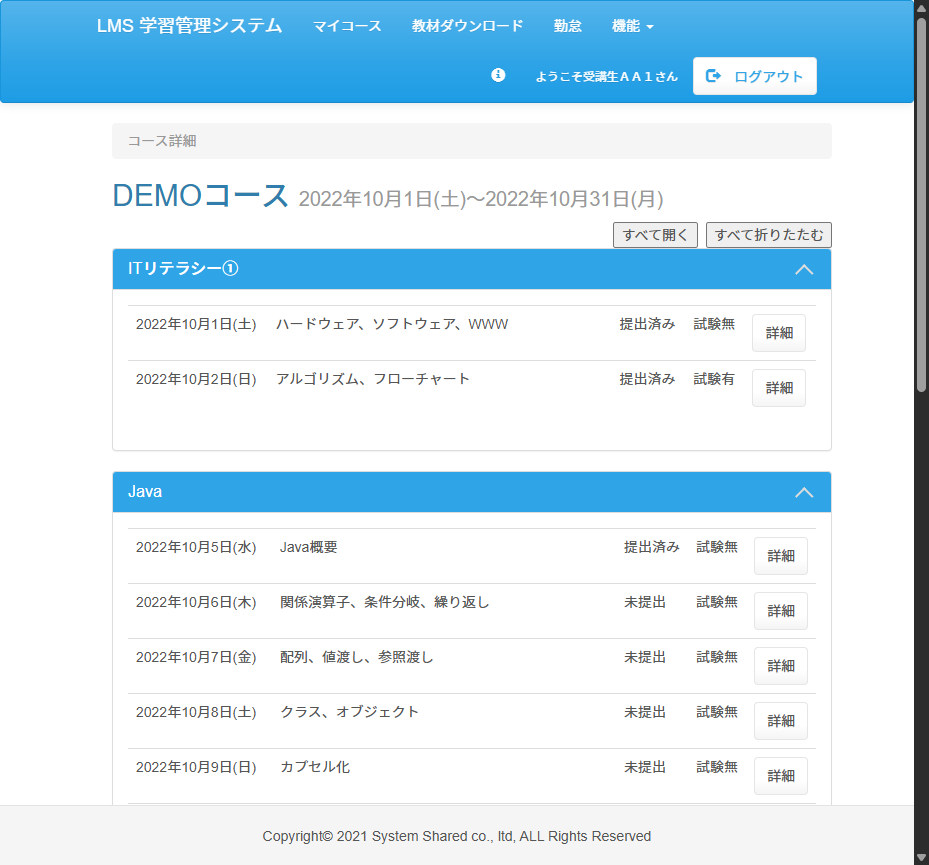 LMS 学習管理システム マイコース 教材ダウンロード 勤怠 機能
ようこそ受講生ＡＡ１さん ログアウト
コース詳細
DEMOコース 2022年10月1日(土)～2022年10月31日(月)
すべて開く すべて折りたたむ
ITリテラシー①
2022年10月1日(土) ハードウェア、ソフトウェア、WWW 提出済み 試験無 詳細
2022年10月2日(日) アルゴリズム、フローチャート 提出済み 試験有 詳細
Java
2022年10月5日(水) Java概要 提出済み 試験無 詳細
2022年10月6日(木) 関係演算子、条件分岐、繰り返し 未提出 試験無 詳細
2022年10月7日(金) 配列、値渡し、参照渡し 未提出 試験無 詳細
2022年10月8日(土) クラス、オブジェクト 未提出 試験無 詳細
2022年10月9日(日) カプセル化 未提出 試験無 詳細
Copyright© 2021 System Shared co., ltd, ALL Rights Reserved